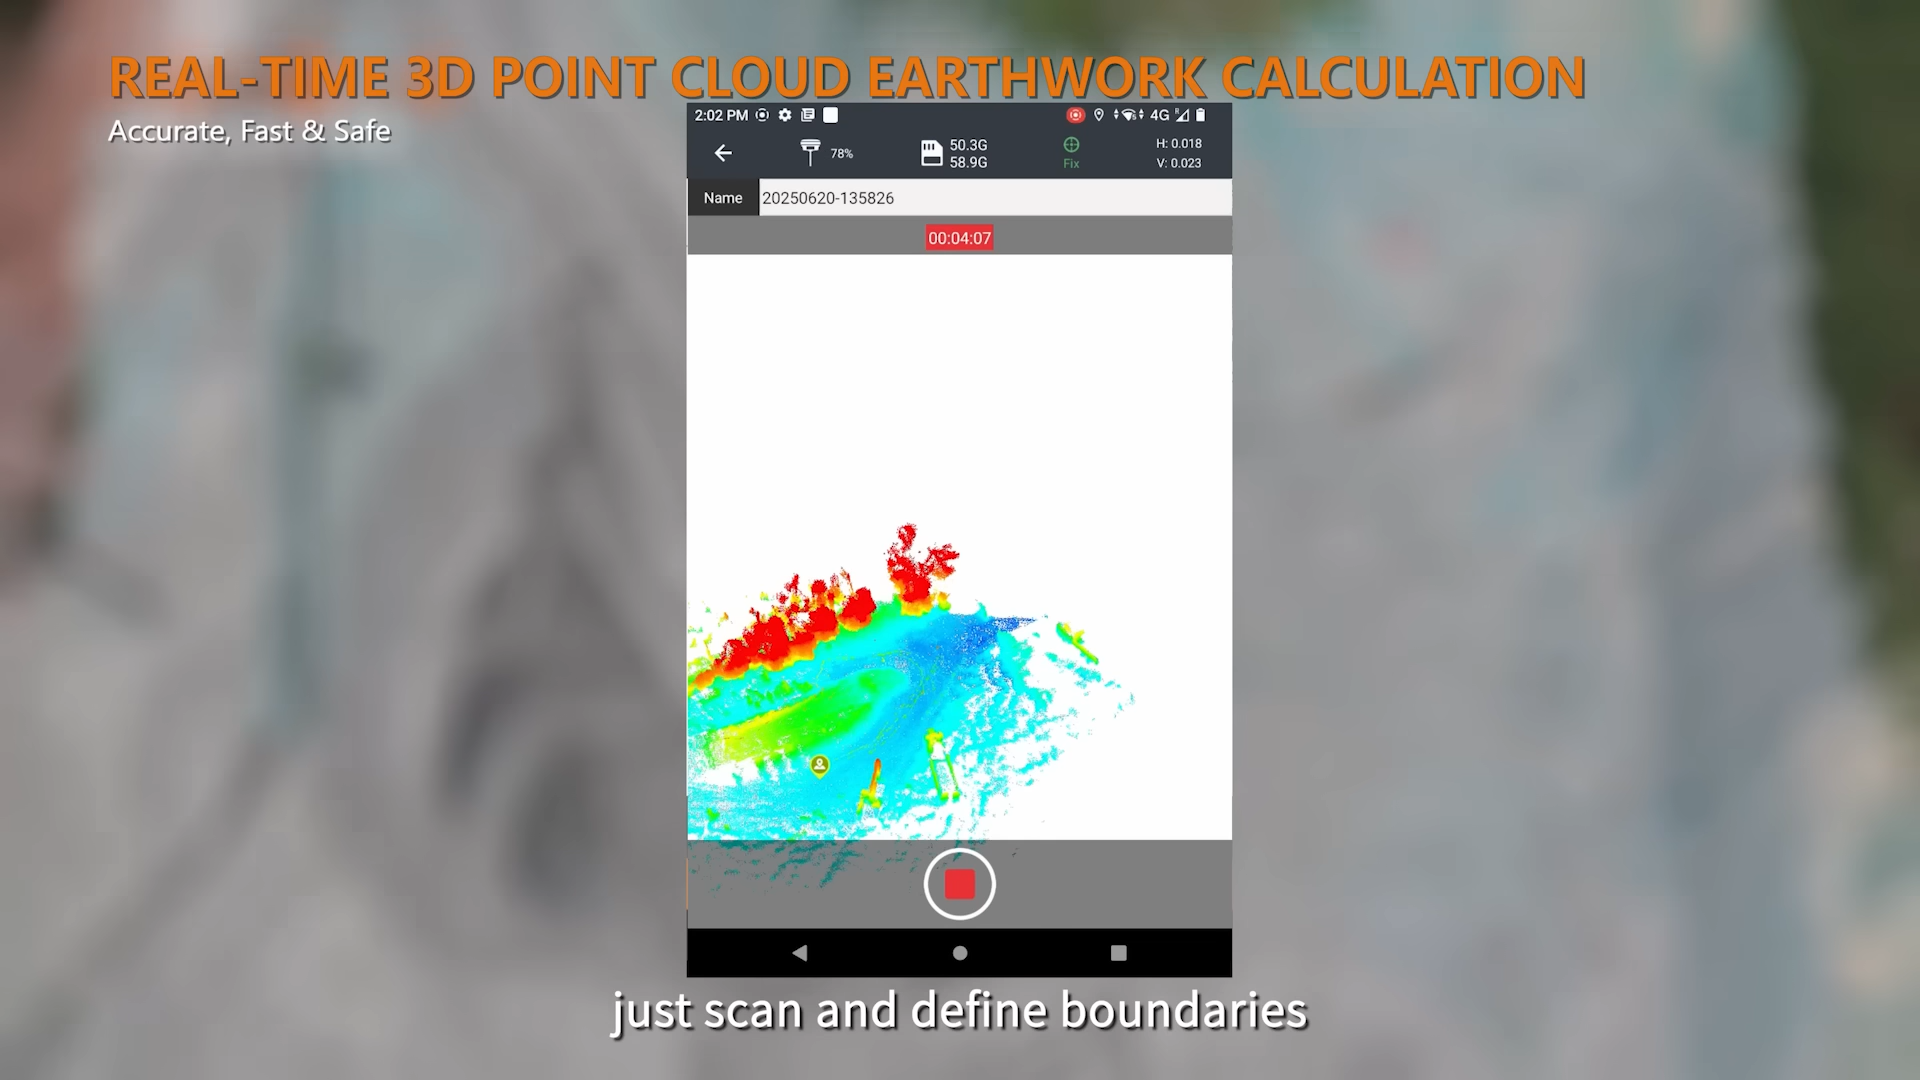 REAL-TIME 3D POINT CLOUD EARTHWORK CALCULATION
Accurate, Fast & Safe
2:02 PM
4G
78%
50.3G
58.9G
Fix
H: 0.018
V: 0.023
Name
20250620-135826
00:04:07
just scan and define boundaries